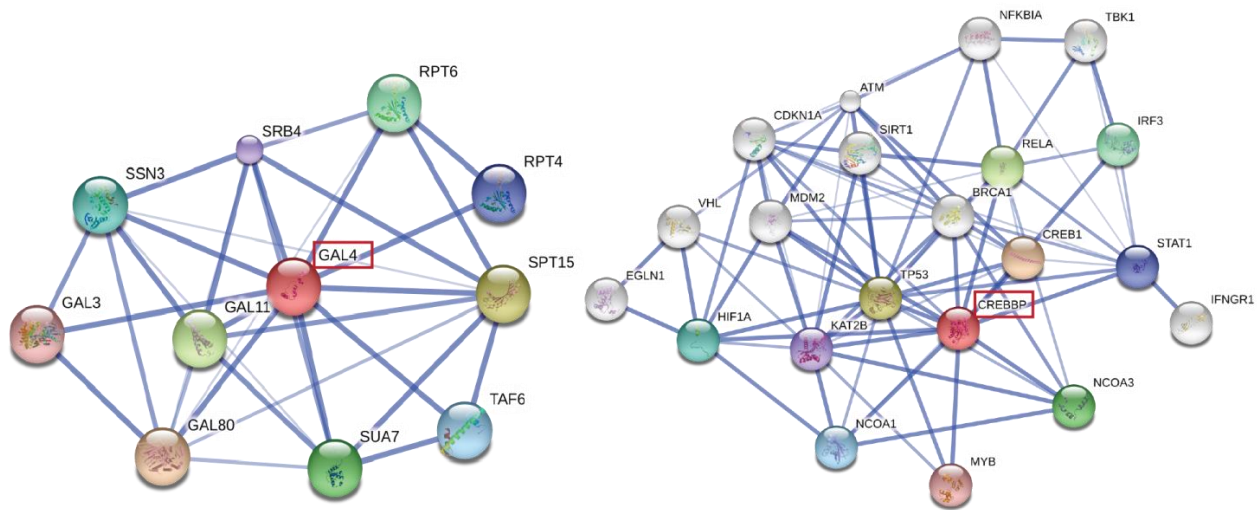 RPT6
SRB4
SSN3
RPT4
GAL4
SPT15
GAL3
GAL11
TAF6
GAL80
SUA7
NFKBIA
TBK1
ATM
CDKN1A
SIRT1
RELA
IRF3
VHL
MDM2
BRCA1
CREB1
STAT1
EGLN1
TP53
IFNGR1
HIF1A
KAT2B
CREBBP
NCOA3
NCOA1
MYB